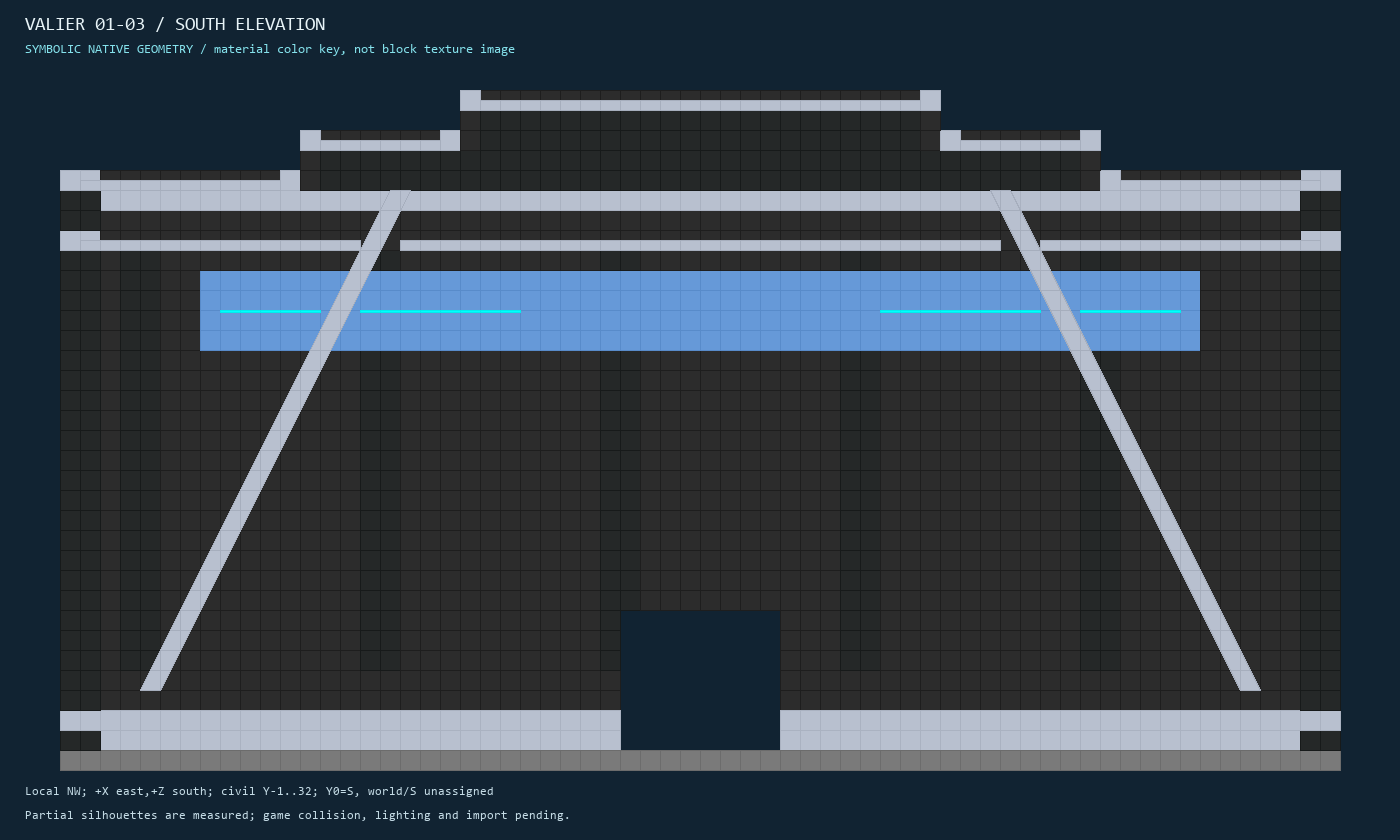 VALIER 01-03 / SOUTH ELEVATION
SYMBOLIC NATIVE GEOMETRY / material color key, not block texture image
Local NW; +X east,+Z south; civil Y-1..32; Y0=S, world/S unassigned
Partial silhouettes are measured; game collision, lighting and import pending.